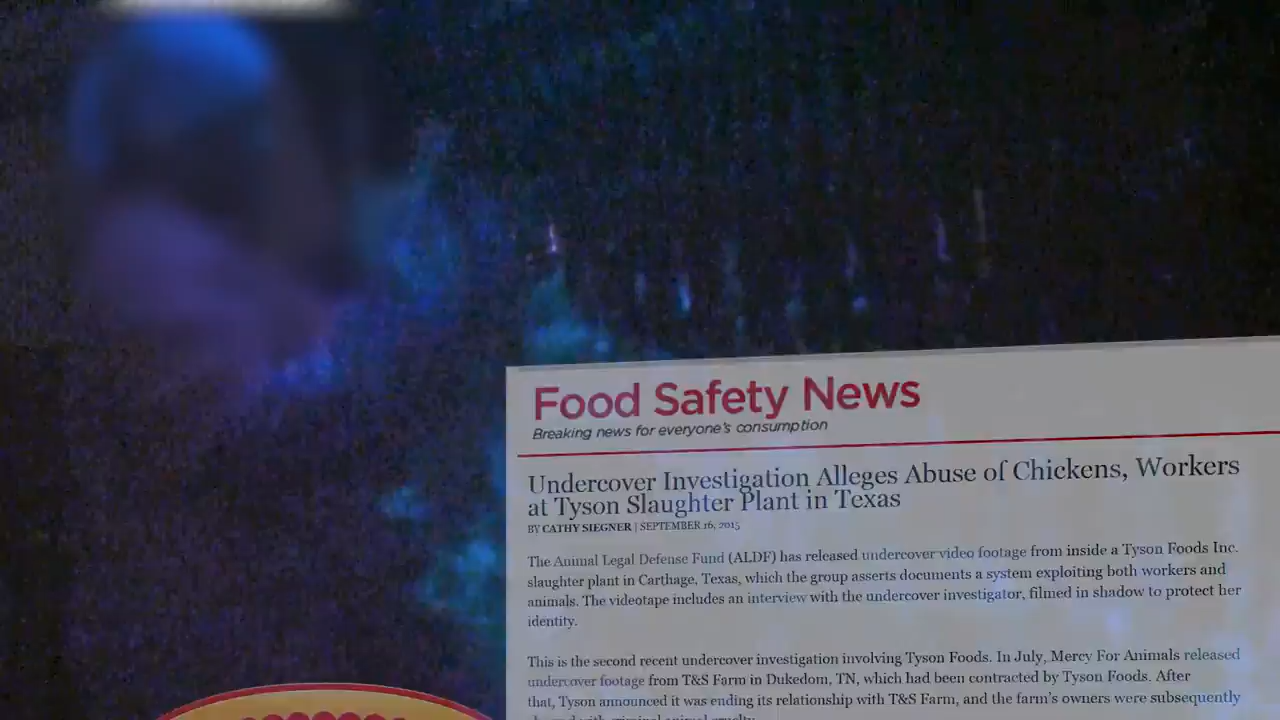 Food Safety News
Breaking news for everyone's consumption
Undercover Investigation Alleges Abuse of Chickens, Workers
at Tyson Slaughter Plant in Texas
BY CATHY SIEGNER | SEPTEMBER 16, 2015
The Animal Legal Defense Fund (ALDF) has released undercover video footage from inside a Tyson Foods Inc.
slaughter plant in Carthage, Texas, which the group asserts documents a system exploiting both workers and
animals. The videotape includes an interview with the undercover investigator, filmed in shadow to protect her
identity.
This is the second recent undercover investigation involving Tyson Foods. In July, Mercy For Animals released
undercover footage from T&S Farm in Dukedom, TN, which had been contracted by Tyson Foods. After
that, Tyson announced it was ending its relationship with T&S Farm, and the farm's owners were subsequently